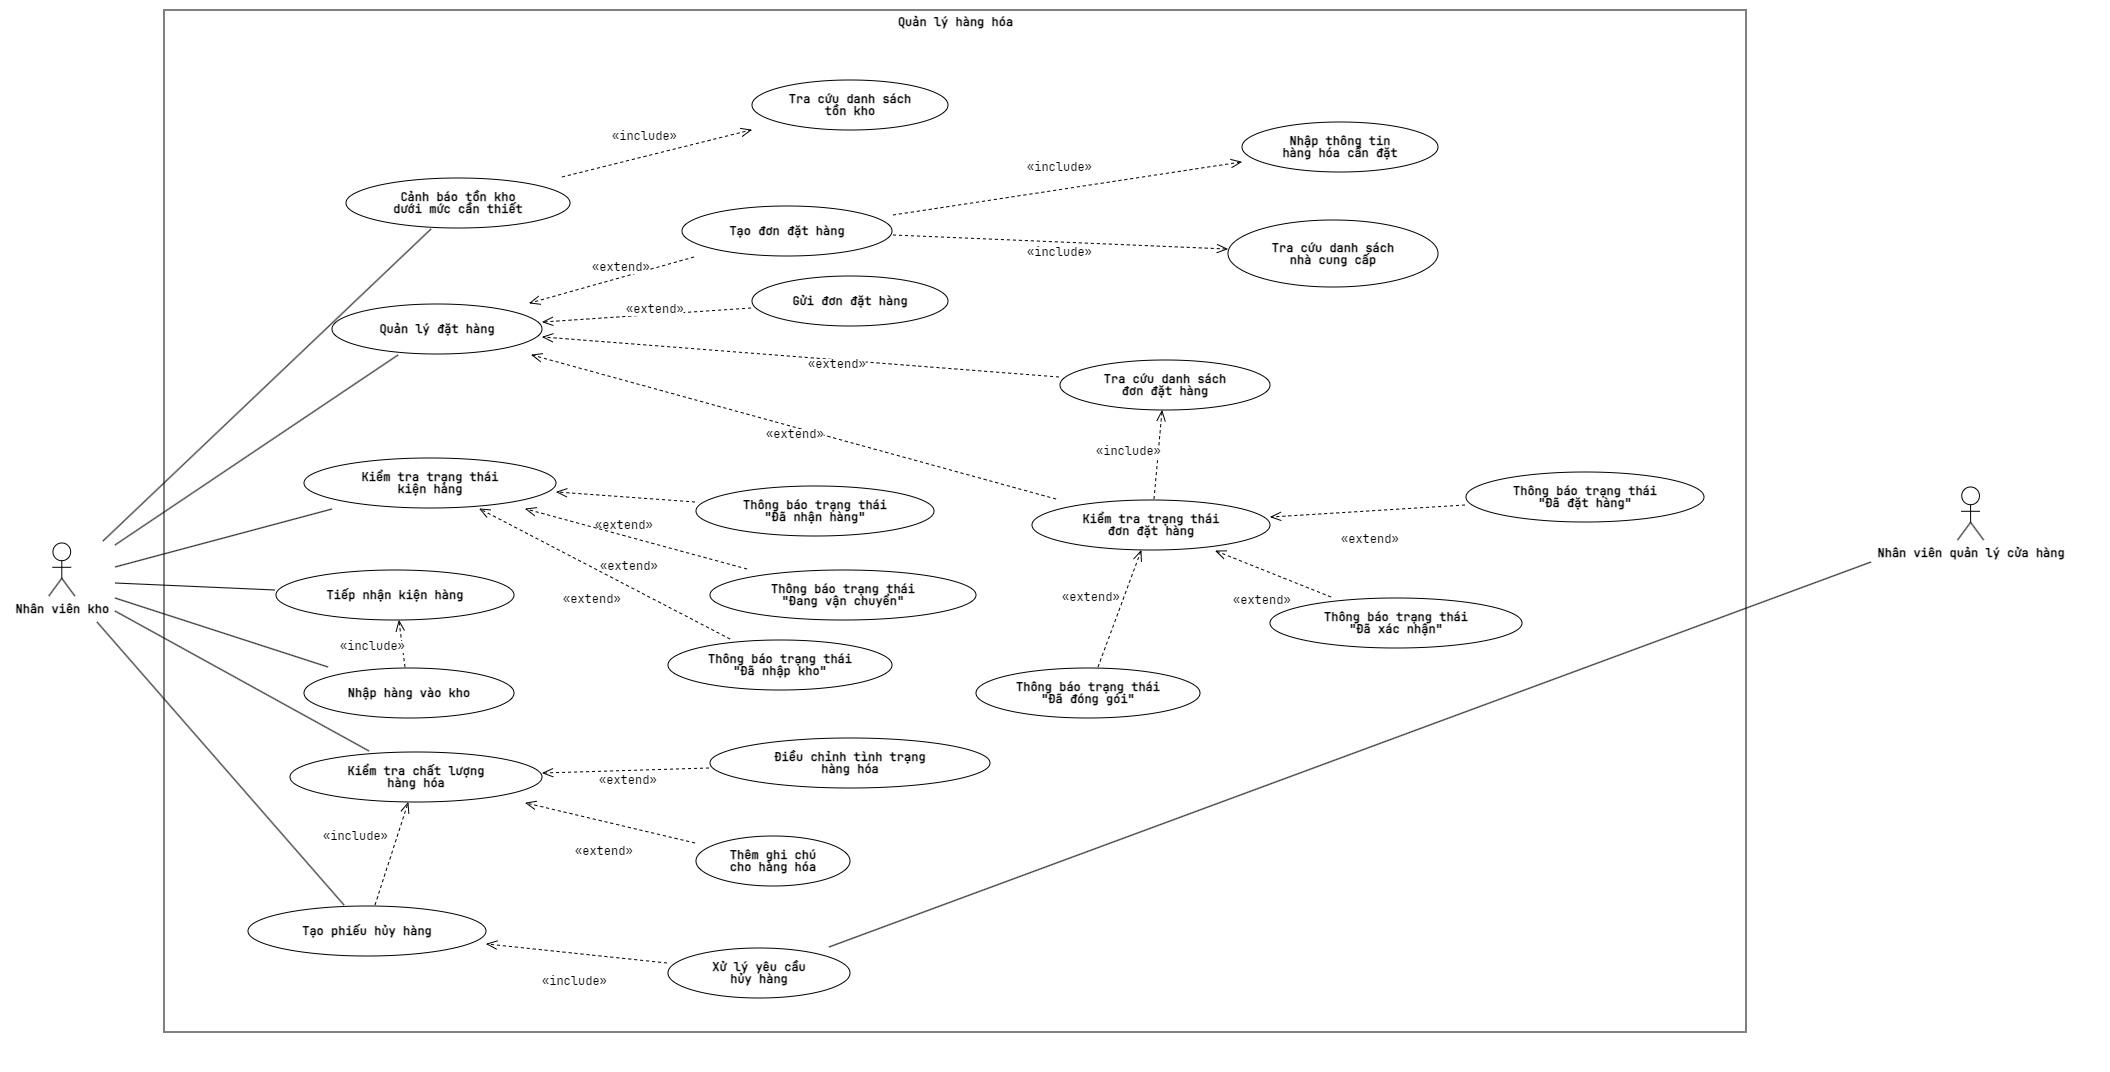 Quản lý hàng hóa
Tra cứu danh sách
tồn kho
«include»
Nhập thông tin
hàng hóa cần đặt
«include»
Cảnh báo tồn kho
dưới mức cần thiết
Tạo đơn đặt hàng
Tra cứu danh sách
nhà cung cấp
«include»
«extend»
Gửi đơn đặt hàng
«extend»
Quản lý đặt hàng
«extend»
Tra cứu danh sách
đơn đặt hàng
«extend»
«include»
Kiểm tra trạng thái
kiện hàng
Thông báo trạng thái
"Đã nhận hàng"
«extend»
Kiểm tra trạng thái
đơn đặt hàng
Thông báo trạng thái
"Đã đặt hàng"
«extend»
Nhân viên quản lý cửa hàng
«extend»
Tiếp nhận kiện hàng
Thông báo trạng thái
"Đang vận chuyển"
«extend»
«extend»
«extend»
Nhân viên kho
Thông báo trạng thái
"Đã xác nhận"
«include»
Thông báo trạng thái
"Đã nhập kho"
Nhập hàng vào kho
Thông báo trạng thái
"Đã đóng gói"
Kiểm tra chất lượng
hàng hóa
Điều chỉnh tình trạng
hàng hóa
«extend»
«include»
«extend»
Thêm ghi chú
cho hàng hóa
Tạo phiếu hủy hàng
Xử lý yêu cầu
hủy hàng
«include»